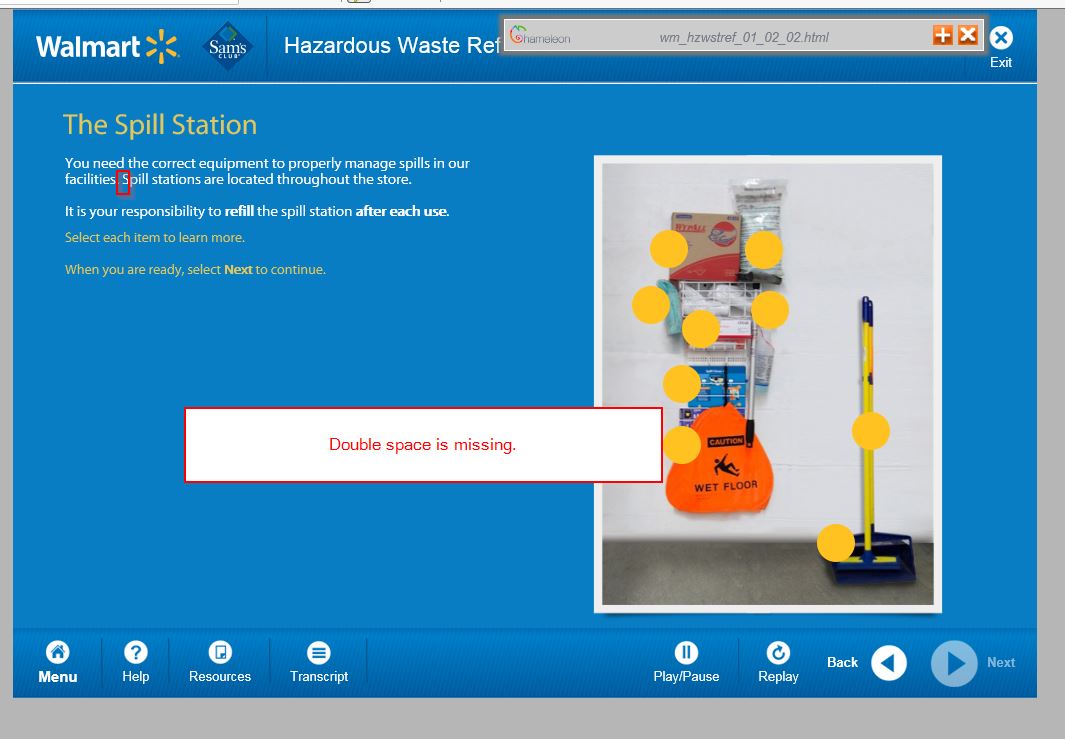 Walmart
Sam's
CLUB
Hazardous Waste Ref
Chameleon
wm_hzwstref_01_02_02.html
Exit
The Spill Station
You need the correct equipment to properly manage spills in our
facilities. Spill stations are located throughout the store.
It is your responsibility to refill the spill station after each use.
Select each item to learn more.
When you are ready, select Next to continue.
WYPALL
Double space is missing.
CAUTION
WET FLOOR
Menu
Help
Resources
Transcript
Play/Pause
Replay
Back
Next